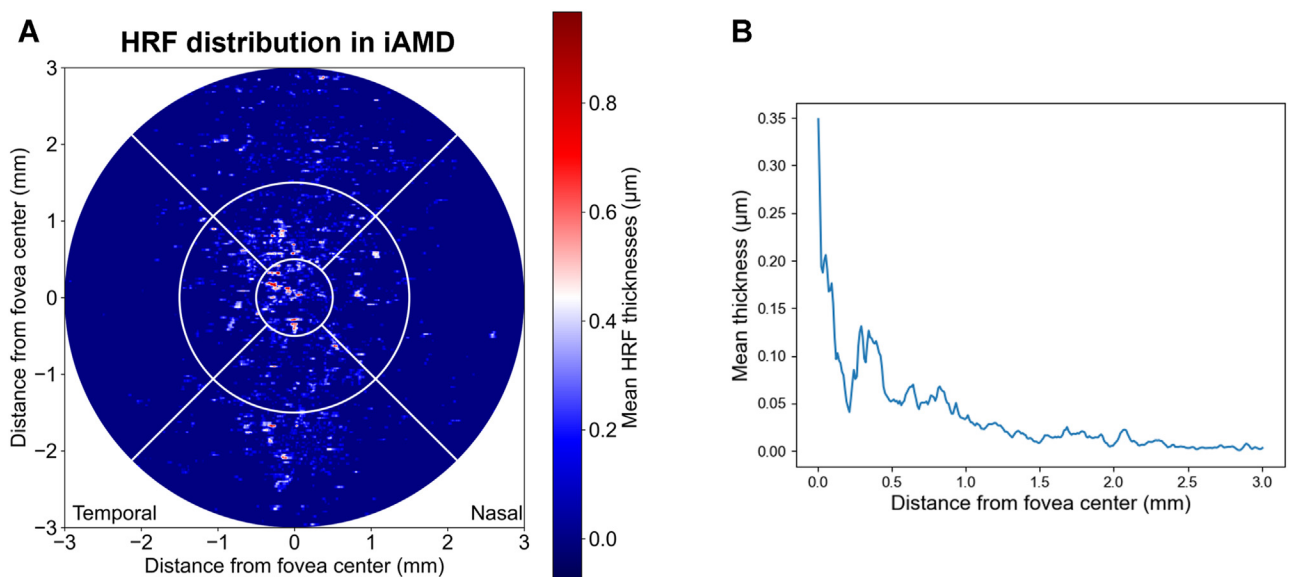 A
HRF distribution in iAMD
3
2
1
0
−1
−2
−3
Distance from fovea center (mm)
Temporal
Nasal
−3 −2 −1 0 1 2 3
Distance from fovea center (mm)
0.8
0.6
0.4
0.2
0.0
Mean HRF thicknesses (μm)
B
0.35
0.30
0.25
0.20
0.15
0.10
0.05
0.00
Mean thickness (μm)
0.0 0.5 1.0 1.5 2.0 2.5 3.0
Distance from fovea center (mm)